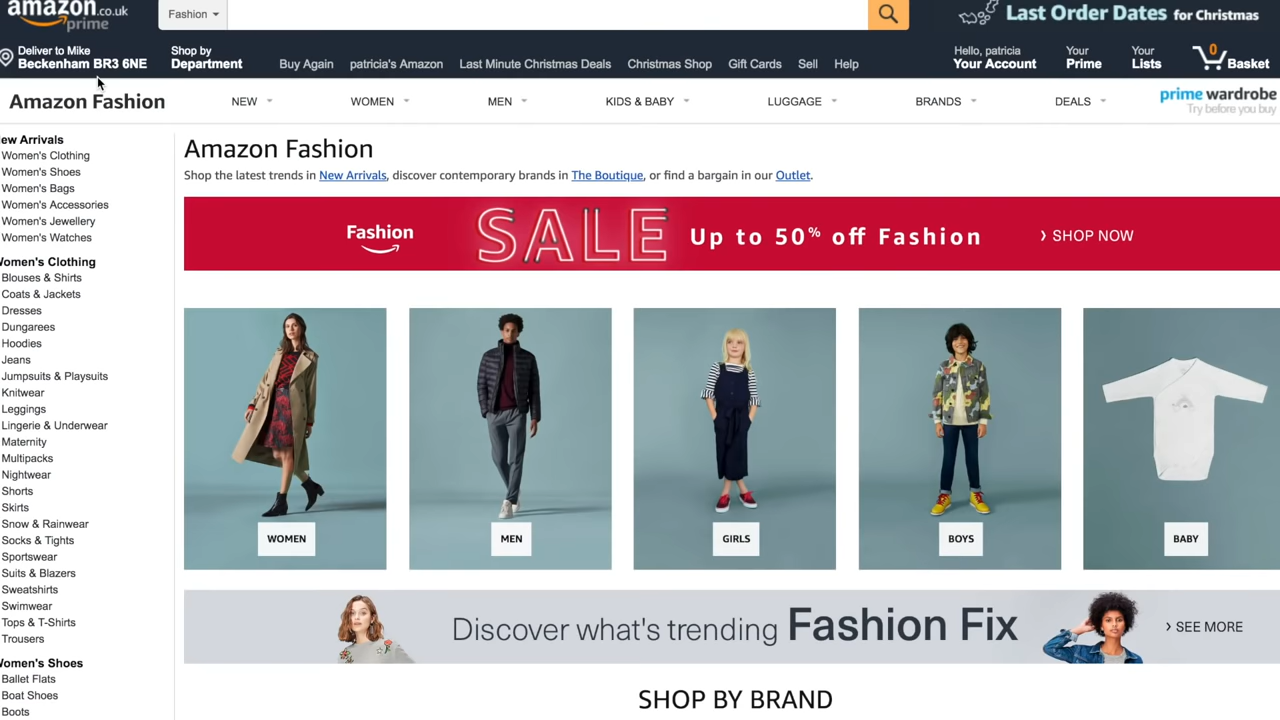 amazon.co.uk
prime
Fashion
Last Order Dates for Christmas
Deliver to Mike
Beckenham BR3 6NE
Shop by
Department
Buy Again
patricia's Amazon
Last Minute Christmas Deals
Christmas Shop
Gift Cards
Sell
Help
Hello, patricia
Your Account
Your
Prime
Your
Lists
0
Basket
Amazon Fashion
NEW
WOMEN
MEN
KIDS & BABY
LUGGAGE
BRANDS
DEALS
prime wardrobe
Try before you buy
ew Arrivals
Women's Clothing
Women's Shoes
Women's Bags
Women's Accessories
Women's Jewellery
Women's Watches
Women's Clothing
Blouses & Shirts
Coats & Jackets
Dresses
Dungarees
Hoodies
Jeans
Jumpsuits & Playsuits
Knitwear
Leggings
Lingerie & Underwear
Maternity
Multipacks
Nightwear
Shorts
Skirts
Snow & Rainwear
Socks & Tights
Sportswear
Suits & Blazers
Sweatshirts
Swimwear
Tops & T-Shirts
Trousers
Women's Shoes
Ballet Flats
Boat Shoes
Boots
Amazon Fashion
Shop the latest trends in New Arrivals, discover contemporary brands in The Boutique, or find a bargain in our Outlet.
Fashion
SALE
Up to 50% off Fashion
› SHOP NOW
WOMEN
MEN
GIRLS
BOYS
BABY
Discover what's trending Fashion Fix
› SEE MORE
SHOP BY BRAND